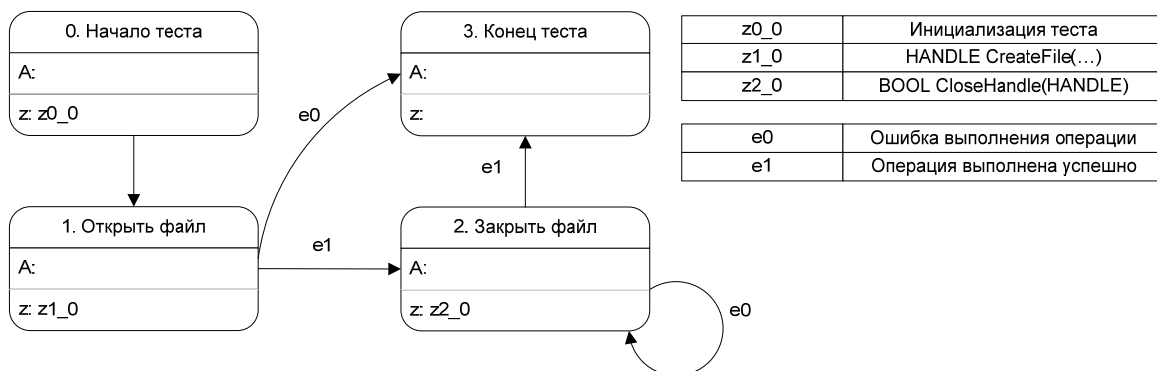 0. Начало теста
A:
z: z0_0
3. Конец теста
A:
z:
e0
e1
1. Открыть файл
A:
z: z1_0
e1
2. Закрыть файл
A:
z: z2_0
e0
z0_0 Инициализация теста
z1_0 HANDLE CreateFile(...)
z2_0 BOOL CloseHandle(HANDLE)
e0 Ошибка выполнения операции
e1 Операция выполнена успешно